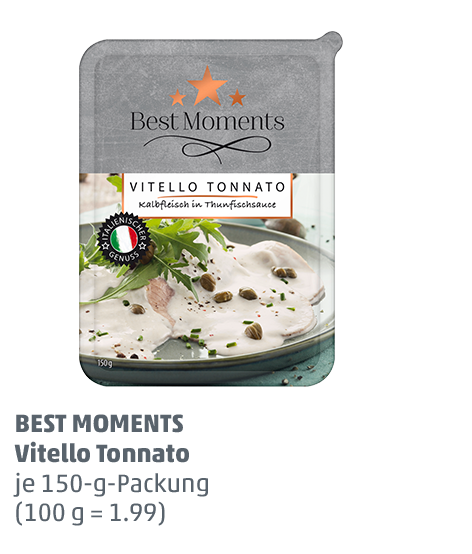 Best Moments
VITELLO TONNATO
Kalbfleisch in Thunfischsauce
ITALIENISCHER
GENUSS
150 g
BEST MOMENTS
Vitello Tonnato
je 150-g-Packung
(100 g = 1.99)